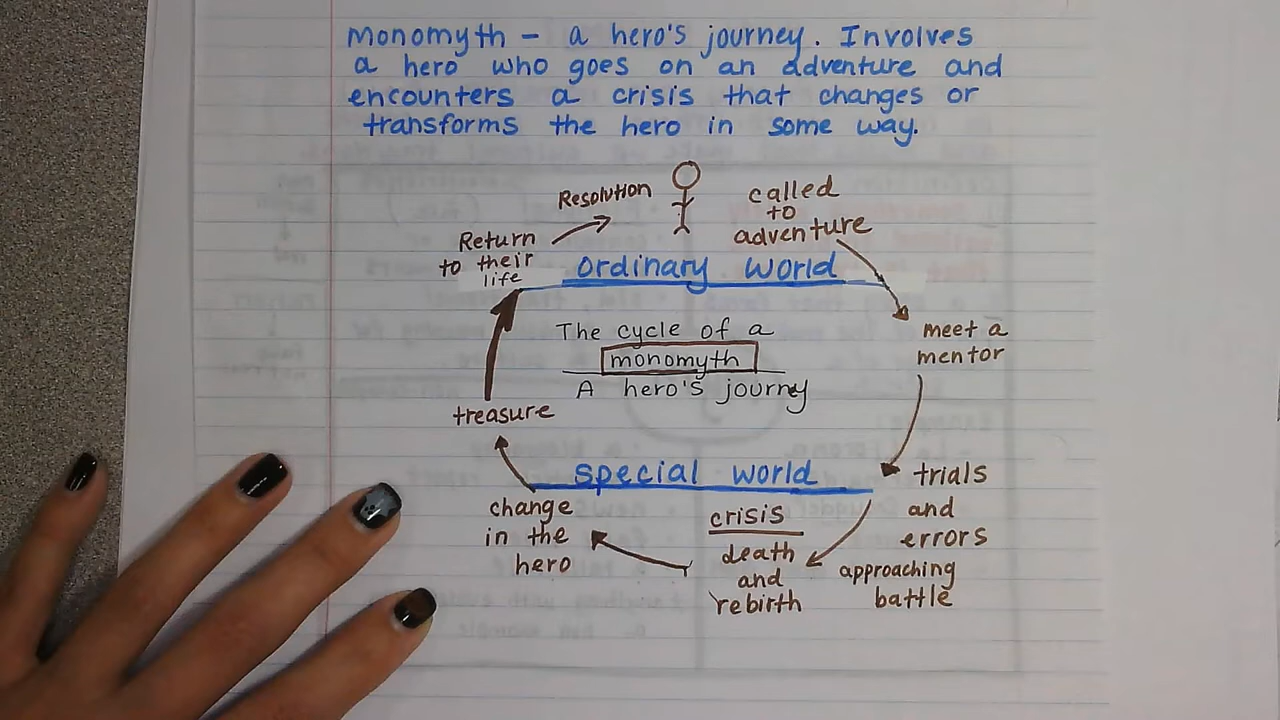 monomyth - a hero's journey. Involves
a hero who goes on an adventure and
encounters a crisis that changes or
transforms the hero in some way.
Resolution
called
to
adventure
Return
to their
life
ordinary world
The cycle of a
monomyth
A hero's journey
meet a
mentor
treasure
special world
trials
and
errors
approaching
battle
crisis
death
and
rebirth
change
in the
hero